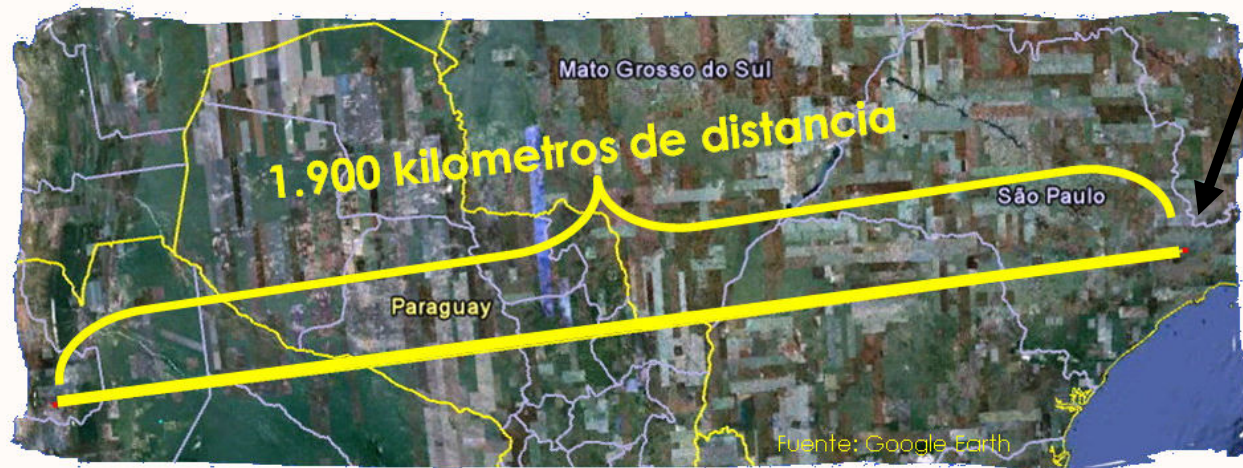 Mato Grosso do Sul
1.900 kilometros de distancia
São Paulo
Paraguay
Fuente: Google Earth